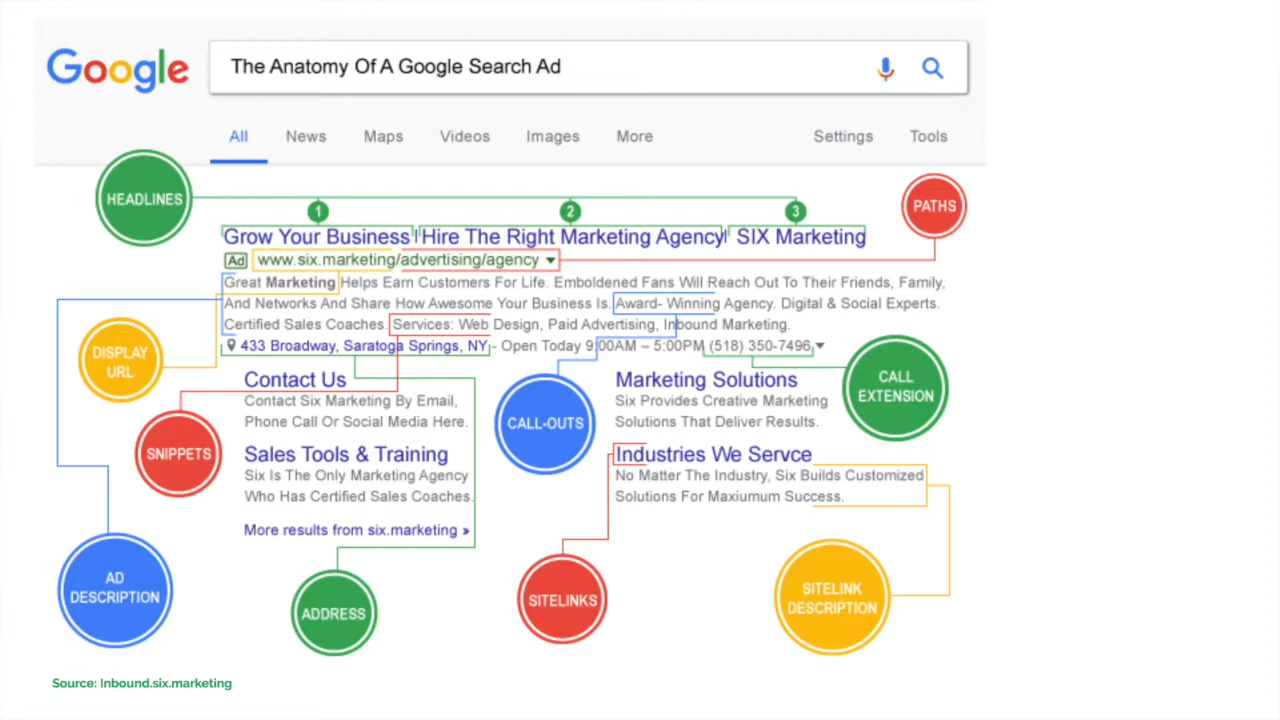 Google
The Anatomy Of A Google Search Ad
All News Maps Videos Images More Settings Tools
HEADLINES
PATHS
1 2 3
Grow Your Business Hire The Right Marketing Agency SIX Marketing
Ad www.six.marketing/advertising/agency
Great Marketing Helps Earn Customers For Life. Emboldened Fans Will Reach Out To Their Friends, Family,
And Networks And Share How Awesome Your Business Is. Award- Winning Agency. Digital & Social Experts.
Certified Sales Coaches. Services: Web Design, Paid Advertising, Inbound Marketing.
433 Broadway, Saratoga Springs, NY - Open Today 9:00AM – 5:00PM (518) 350-7496
DISPLAY
URL
CALL
EXTENSION
Contact Us
Contact Six Marketing By Email,
Phone Call Or Social Media Here.
Marketing Solutions
Six Provides Creative Marketing
Solutions That Deliver Results.
CALL-OUTS
SNIPPETS
Sales Tools & Training
Six Is The Only Marketing Agency
Who Has Certified Sales Coaches.
Industries We Servce
No Matter The Industry, Six Builds Customized
Solutions For Maxiumum Success.
More results from six.marketing »
AD
DESCRIPTION
ADDRESS
SITELINKS
SITELINK
DESCRIPTION
Source: Inbound.six.marketing